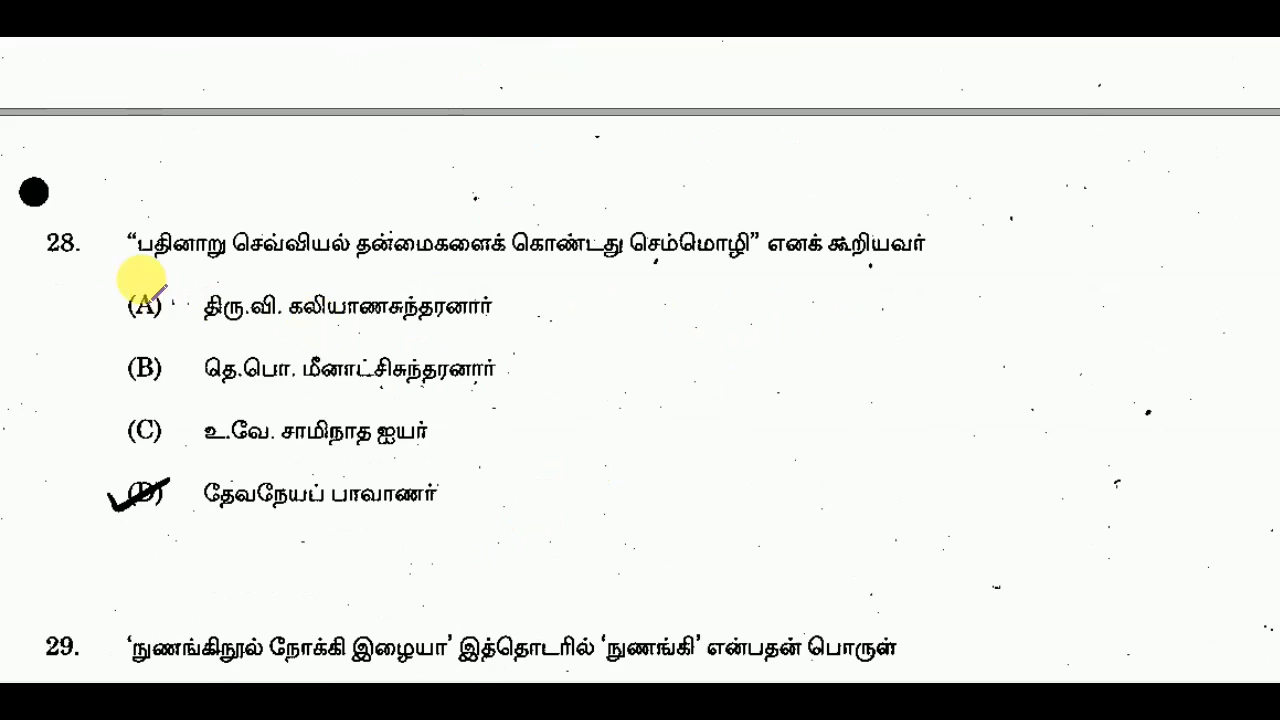 28. “பதினாறு செவ்வியல் தன்மைகளைக் கொண்டது செம்மொழி” எனக் கூறியவர்
(A) திரு.வி. கலியாணசுந்தரனார்
(B) தெ.பொ. மீனாட்சிசுந்தரனார்
(C) உ.வே. சாமிநாத ஐயர்
(D) தேவநேயப் பாவாணர்
29. ‘நுணங்கிநூல் நோக்கி இழையா’ இத்தொடரில் ‘நுணங்கி’ என்பதன் பொருள்